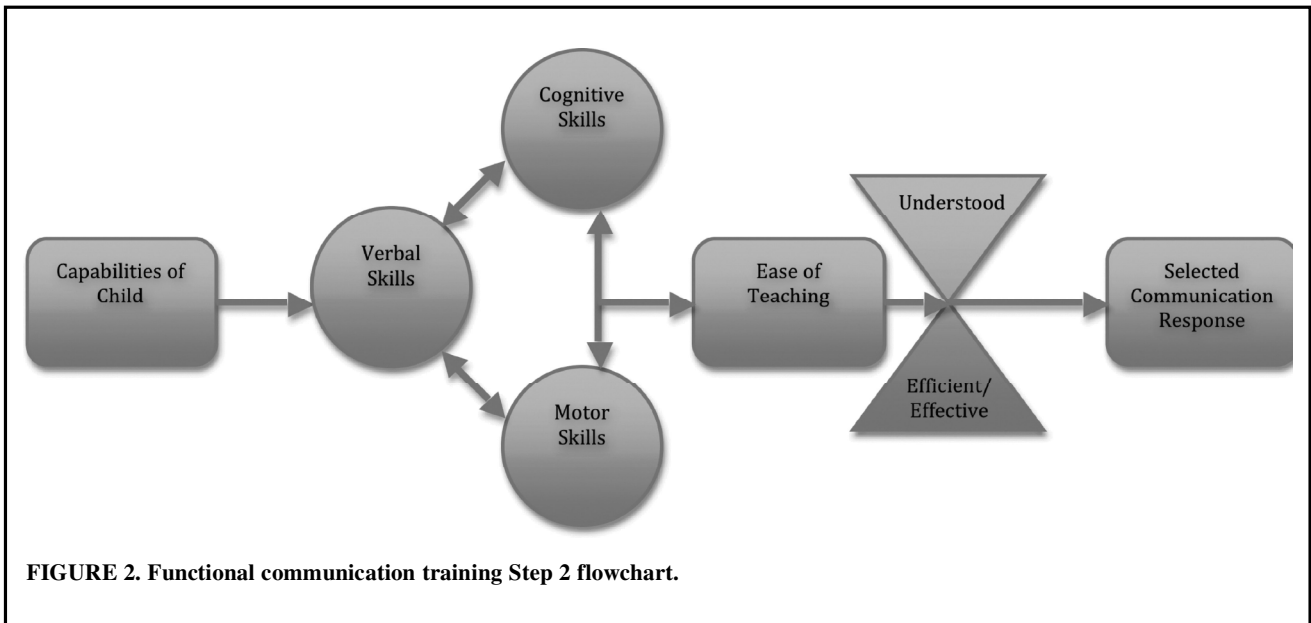 Capabilities of
Child
Verbal
Skills
Cognitive
Skills
Motor
Skills
Ease of
Teaching
Understood
Efficient/
Effective
Selected
Communication
Response
FIGURE 2. Functional communication training Step 2 flowchart.